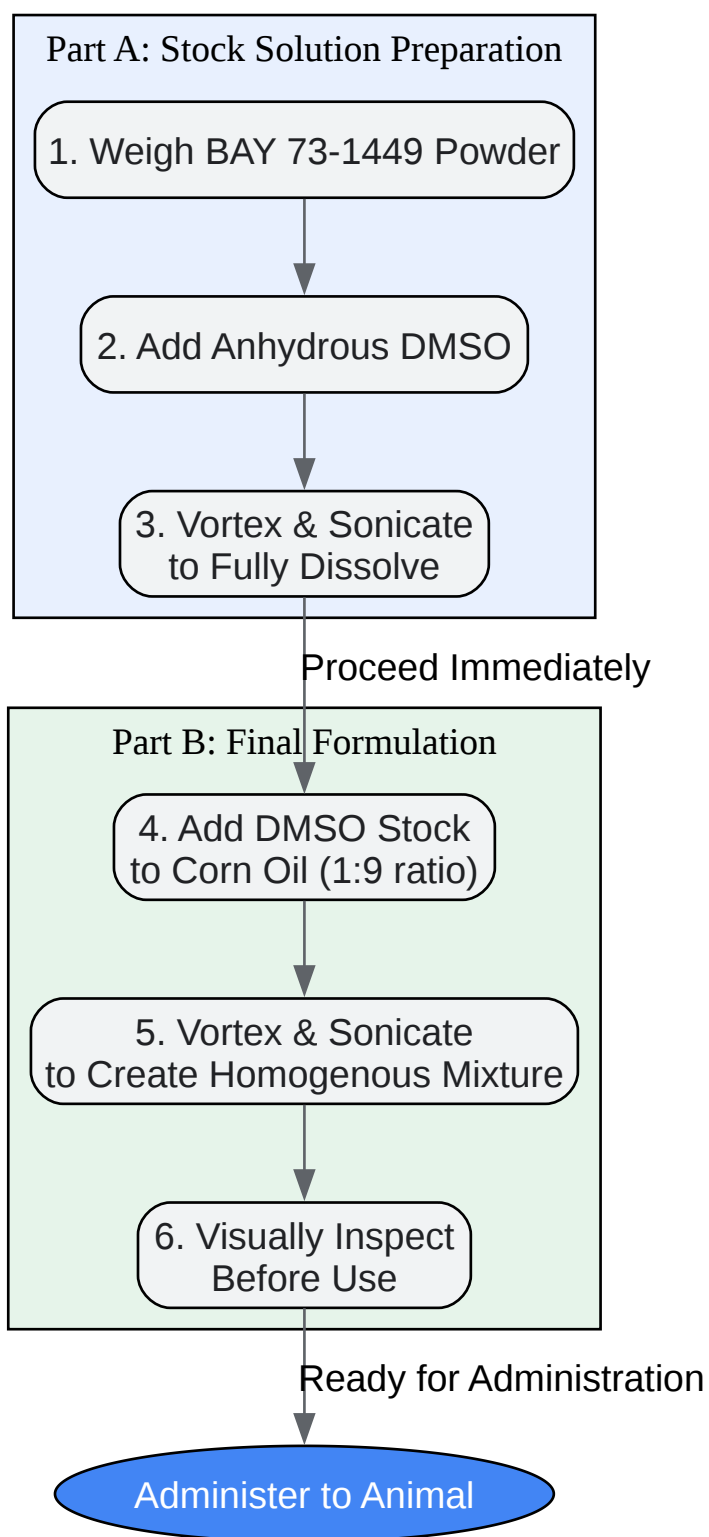 Part A: Stock Solution Preparation
1. Weigh BAY 73-1449 Powder
2. Add Anhydrous DMSO
3. Vortex & Sonicate
to Fully Dissolve
Proceed Immediately
Part B: Final Formulation
4. Add DMSO Stock
to Corn Oil (1:9 ratio)
5. Vortex & Sonicate
to Create Homogenous Mixture
6. Visually Inspect
Before Use
Ready for Administration
Administer to Animal